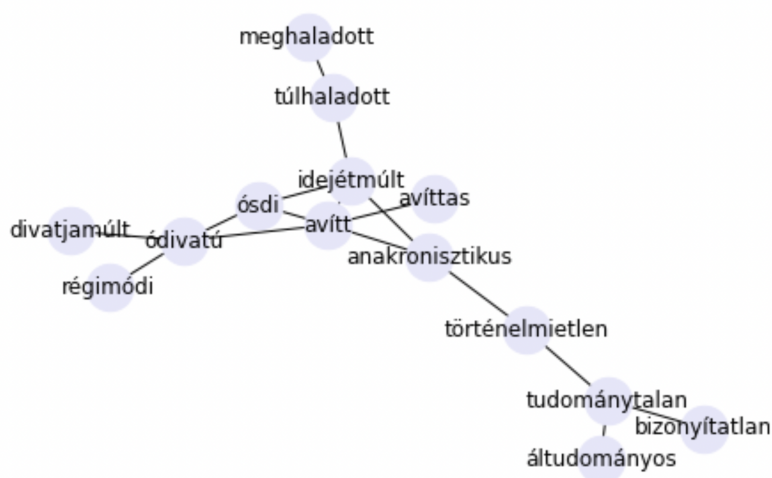 meghaladott
túlhaladott
idejétmúlt
avíttas
ósdi
avítt
divatjamúlt
ódivatú
anakronisztikus
régimódi
történelmietlen
tudománytalan
bizonyítatlan
áltudományos